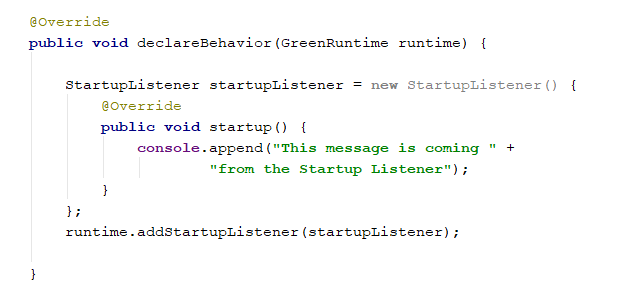 @Override
public void declareBehavior(GreenRuntime runtime) {
StartupListener startupListener = new StartupListener() {
@Override
public void startup() {
console.append("This message is coming " +
"from the Startup Listener");
}
};
runtime.addStartupListener(startupListener);
}